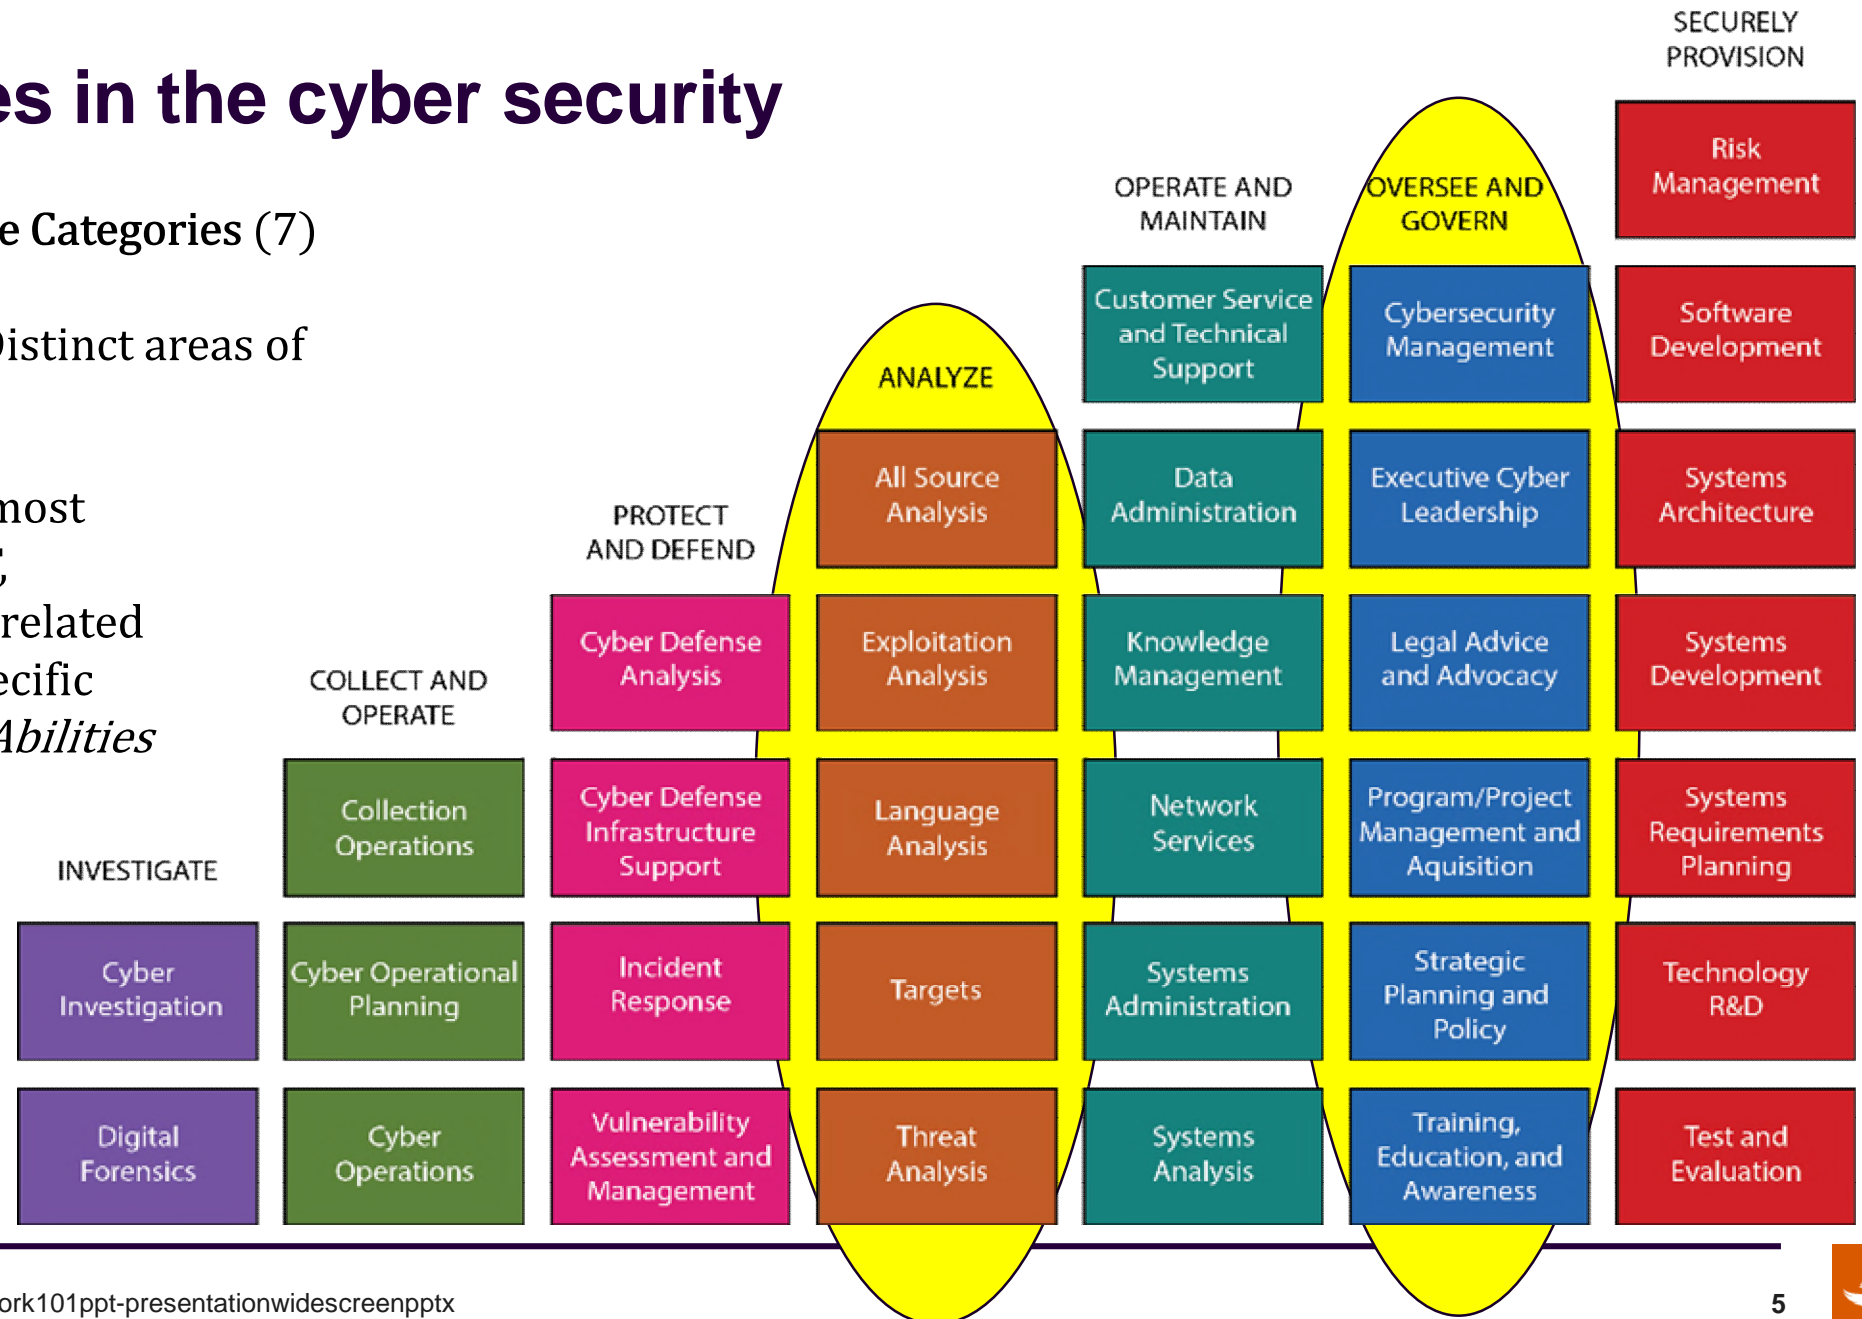 es in the cyber security
e Categories (7)
Distinct areas of
most
related
ecific
Abilities
INVESTIGATE
Cyber
Investigation
Digital
Forensics
COLLECT AND
OPERATE
Collection
Operations
Cyber Operational
Planning
Cyber
Operations
PROTECT
AND DEFEND
Cyber Defense
Analysis
Cyber Defense
Infrastructure
Support
Incident
Response
Vulnerability
Assessment and
Management
ANALYZE
All Source
Analysis
Exploitation
Analysis
Language
Analysis
Targets
Threat
Analysis
OPERATE AND
MAINTAIN
Customer Service
and Technical
Support
Data
Administration
Knowledge
Management
Network
Services
Systems
Administration
Systems
Analysis
OVERSEE AND
GOVERN
Cybersecurity
Management
Executive Cyber
Leadership
Legal Advice
and Advocacy
Program/Project
Management and
Aquisition
Strategic
Planning and
Policy
Training,
Education, and
Awareness
SECURELY
PROVISION
Risk
Management
Software
Development
Systems
Architecture
Systems
Development
Systems
Requirements
Planning
Technology
R&D
Test and
Evaluation
ork101ppt-presentationwidescreenpptx
5